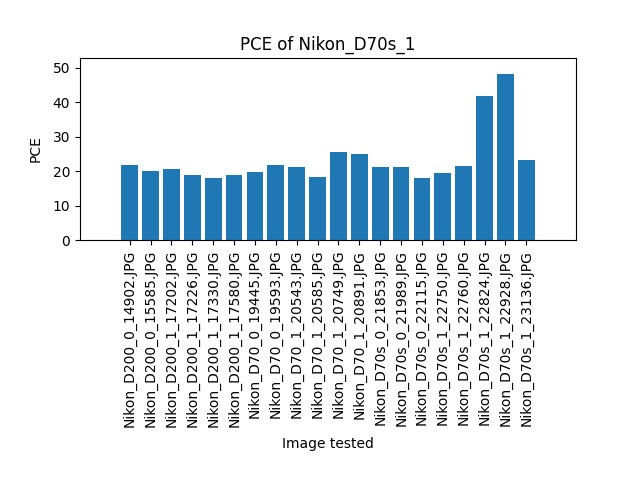 PCE of Nikon_D70s_1
PCE
50
40
30
20
10
0
Nikon_D200_0_14902.JPG
Nikon_D200_0_15585.JPG
Nikon_D200_1_17202.JPG
Nikon_D200_1_17226.JPG
Nikon_D200_1_17330.JPG
Nikon_D200_1_17580.JPG
Nikon_D70_0_19445.JPG
Nikon_D70_0_19593.JPG
Nikon_D70_1_20543.JPG
Nikon_D70_1_20585.JPG
Nikon_D70_1_20749.JPG
Nikon_D70_1_20891.JPG
Nikon_D70s_0_21853.JPG
Nikon_D70s_0_21989.JPG
Nikon_D70s_0_22115.JPG
Nikon_D70s_1_22750.JPG
Nikon_D70s_1_22760.JPG
Nikon_D70s_1_22824.JPG
Nikon_D70s_1_22928.JPG
Nikon_D70s_1_23136.JPG
Image tested